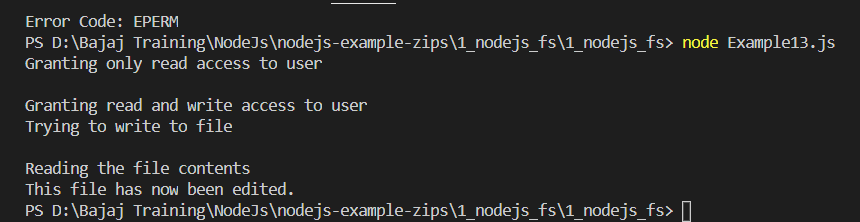 Error Code: EPERM
PS D:\Bajaj Training\NodeJs\nodejs-example-zips\1_nodejs_fs\1_nodejs_fs> node Example13.js
Granting only read access to user
Granting read and write access to user
Trying to write to file
Reading the file contents
This file has now been edited.
PS D:\Bajaj Training\NodeJs\nodejs-example-zips\1_nodejs_fs\1_nodejs_fs>